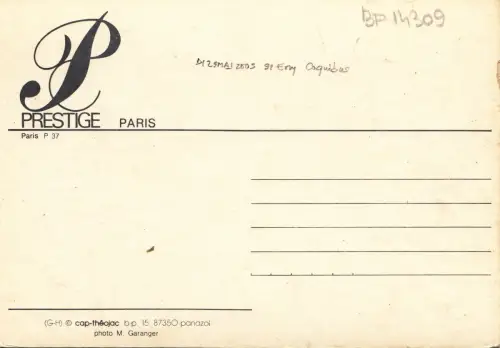 BP 14309
P
PRESTIGE PARIS
Paris P 37
(G-H) © cap-théojac b.p. 15 87350 panazol
photo M. Garanger